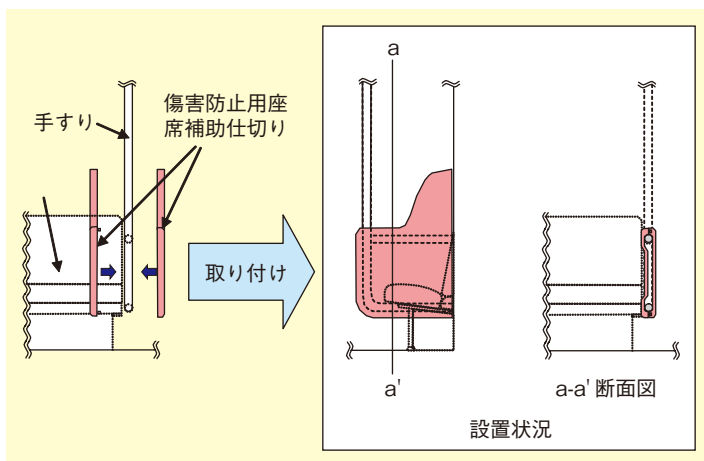 手すり
傷害防止用座
席補助仕切り
取り付け
a
a'
a-a' 断面図
設置状況